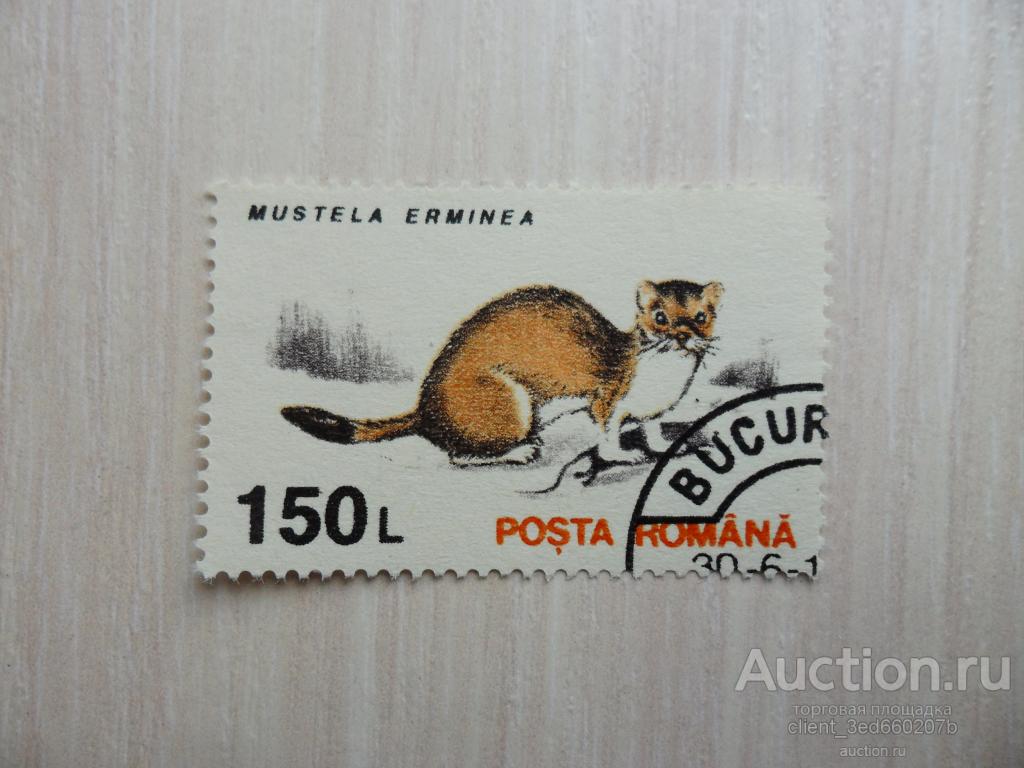 MUSTELA ERMINEA
150L
POȘTA ROMÂNĂ
BUCUR
30-6-1
Auction.ru
торговая площадка
client_3ed660207b
auction.ru